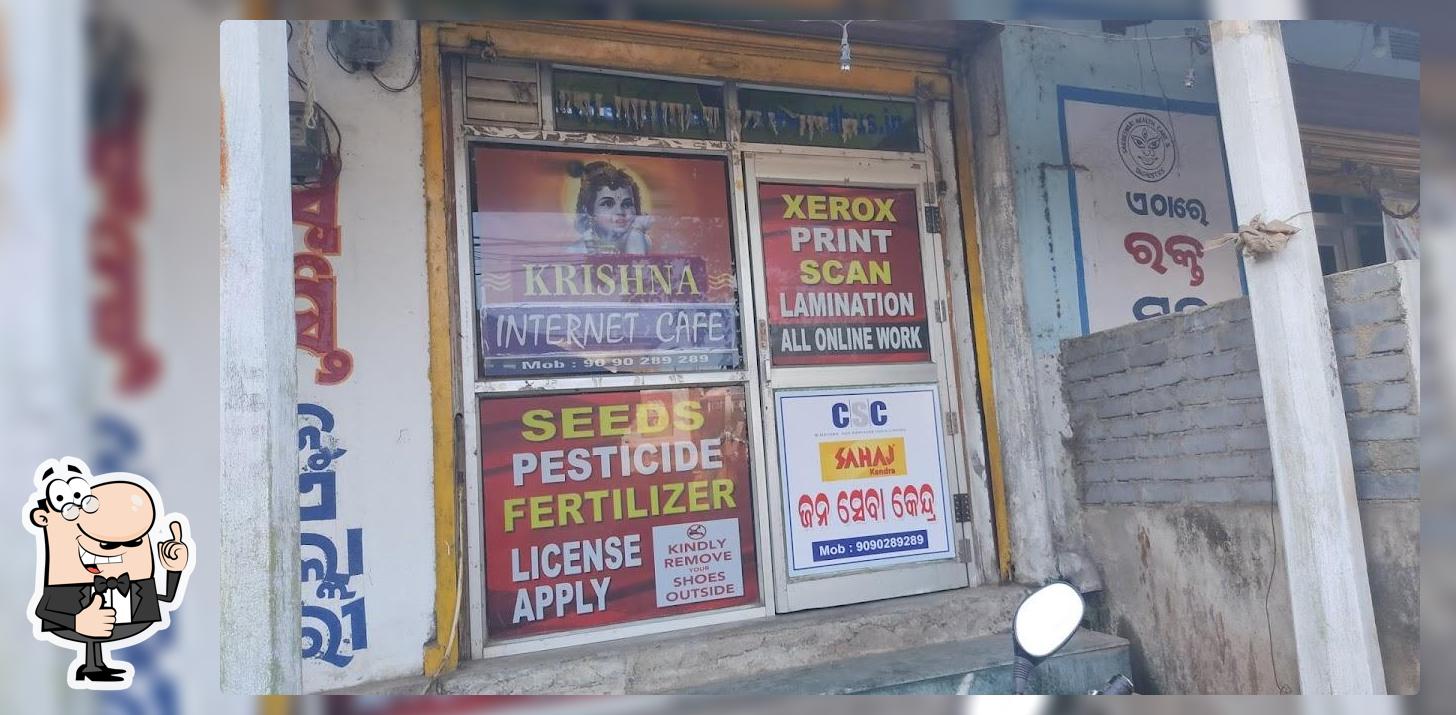 KRISHNA
INTERNET CAFE
Mob : 90 90 289 289
XEROX
PRINT
SCAN
LAMINATION
ALL ONLINE WORK
SEEDS
PESTICIDE
FERTILIZER
LICENSE
APPLY
KINDLY
REMOVE
YOUR
SHOES
OUTSIDE
CSC
SAHAJ
Kendra
ଜନ ସେବା କେନ୍ଦ୍ର
Mob : 9090289289
ଏଠାରେ
ରକ୍ତ